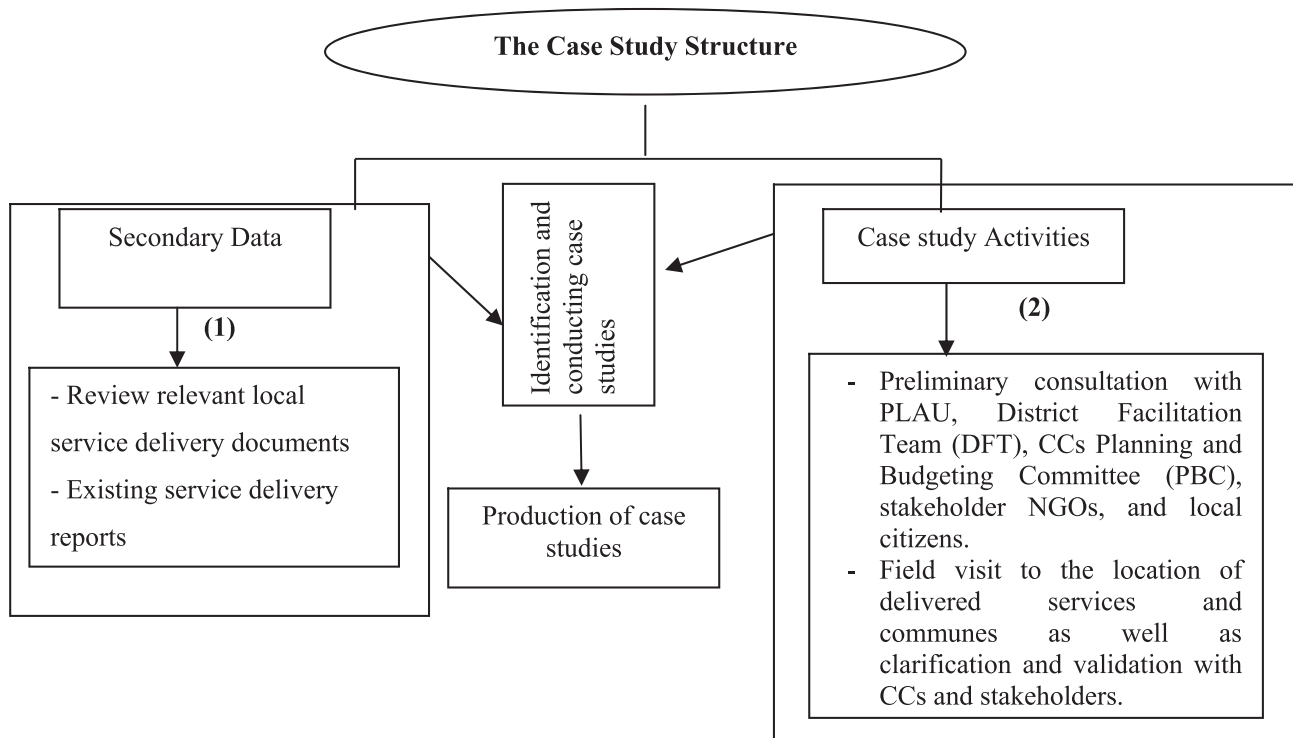 The Case Study Structure
Secondary Data
(1)
- Review relevant local
service delivery documents
- Existing service delivery
reports
Identification and
conducting case
studies
Production of case
studies
Case study Activities
(2)
- Preliminary consultation with
PLAU, District Facilitation
Team (DFT), CCs Planning and
Budgeting Committee (PBC),
stakeholder NGOs, and local
citizens.
- Field visit to the location of
delivered services and
communes as well as
clarification and validation with
CCs and stakeholders.